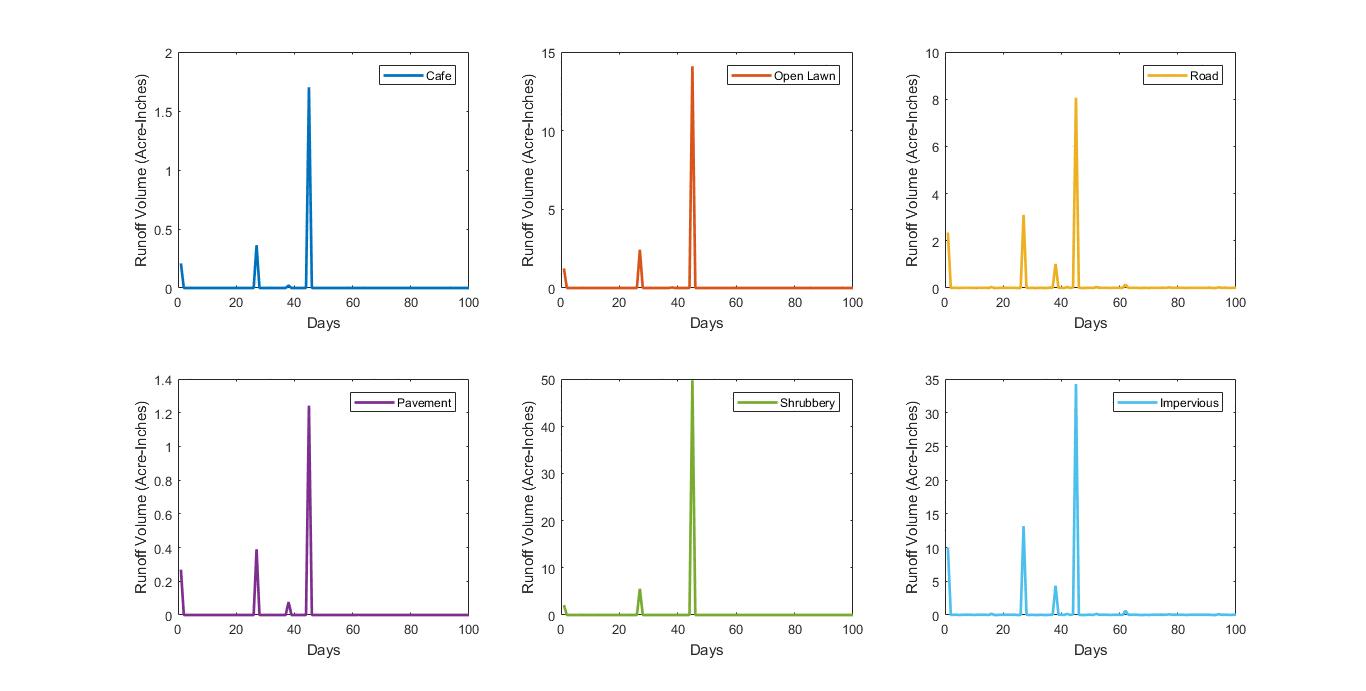 Cafe
2
1.5
1
0.5
0
Runoff Volume (Acre-Inches)
0 20 40 60 80 100
Days
Open Lawn
15
10
5
0
Runoff Volume (Acre-Inches)
0 20 40 60 80 100
Days
Road
10
8
6
4
2
0
Runoff Volume (Acre-Inches)
0 20 40 60 80 100
Days
Pavement
1.4
1.2
1
0.8
0.6
0.4
0.2
0
Runoff Volume (Acre-Inches)
0 20 40 60 80 100
Days
Shrubbery
50
40
30
20
10
0
Runoff Volume (Acre-Inches)
0 20 40 60 80 100
Days
Impervious
35
30
25
20
15
10
5
0
Runoff Volume (Acre-Inches)
0 20 40 60 80 100
Days